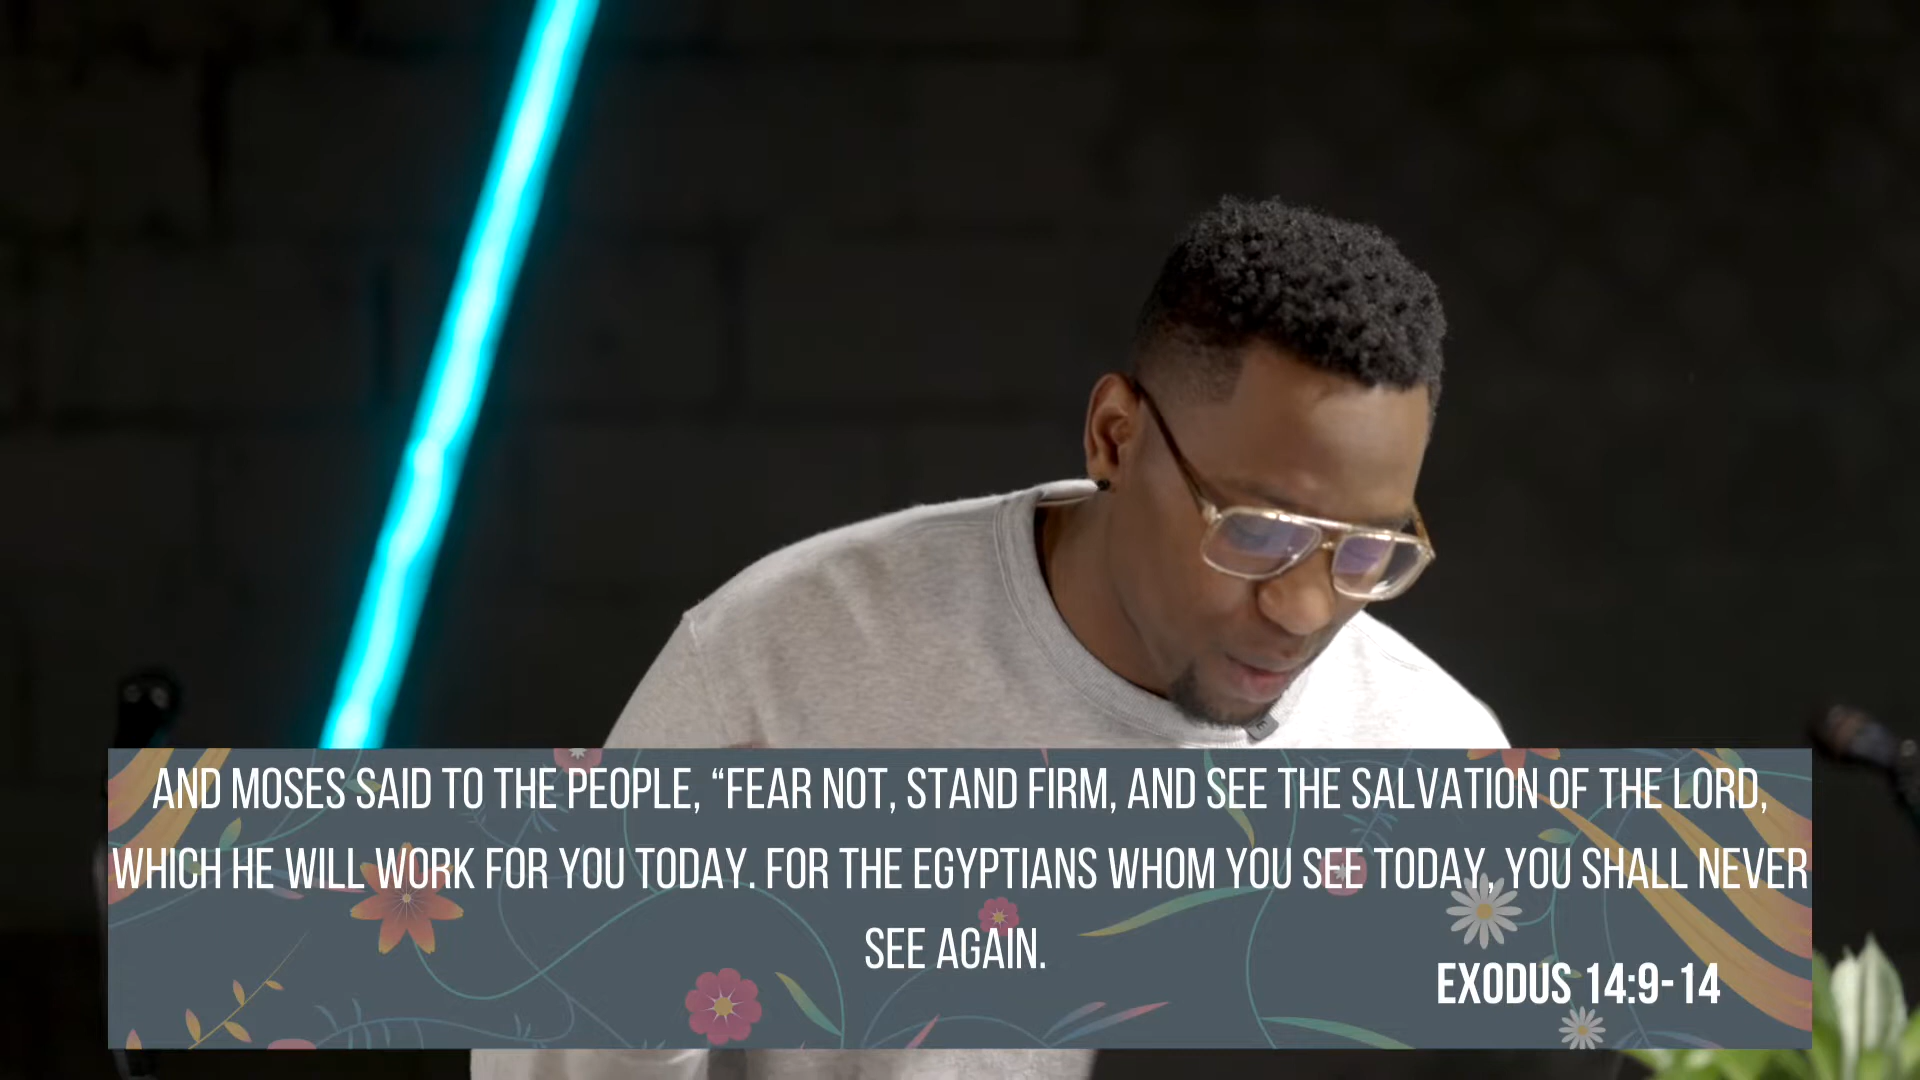 AND MOSES SAID TO THE PEOPLE, “FEAR NOT, STAND FIRM, AND SEE THE SALVATION OF THE LORD,
WHICH HE WILL WORK FOR YOU TODAY. FOR THE EGYPTIANS WHOM YOU SEE TODAY, YOU SHALL NEVER
SEE AGAIN.
EXODUS 14:9-14